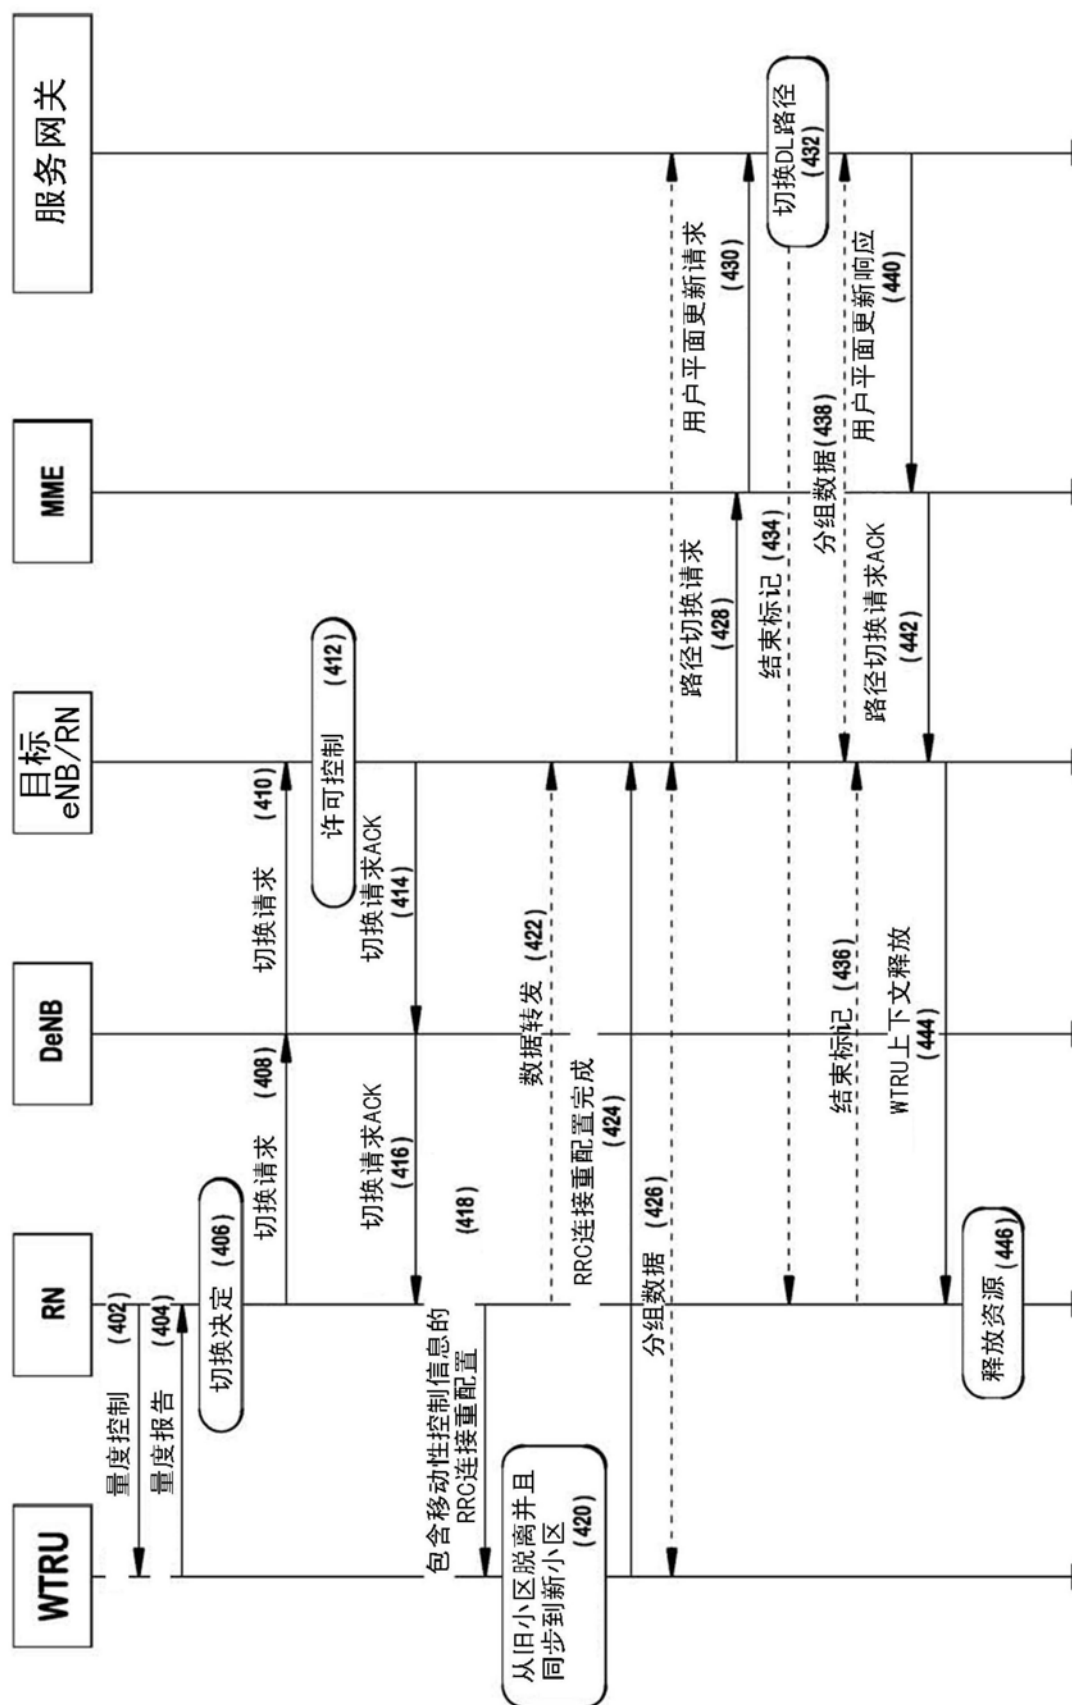 WTRU
RN
DeNB
目标
eNB/RN
MME
服务网关
量度控制
(402)
量度报告
(404)
切换决定 (406)
切换请求
(408)
切换请求
(410)
许可控制
(412)
切换请求ACK
(414)
切换请求ACK
(416)
包含移动性控制信息的
RRC连接重配置
(418)
从旧小区脱离并且
同步到新小区
(420)
数据转发 (422)
RRC连接重配置完成
(424)
分组数据 (426)
路径切换请求
(428)
用户平面更新请求
(430)
切换DL路径
(432)
结束标记 (434)
结束标记 (436)
分组数据(438)
用户平面更新响应
(440)
路径切换请求ACK
(442)
WTRU上下文释放
(444)
释放资源(446)